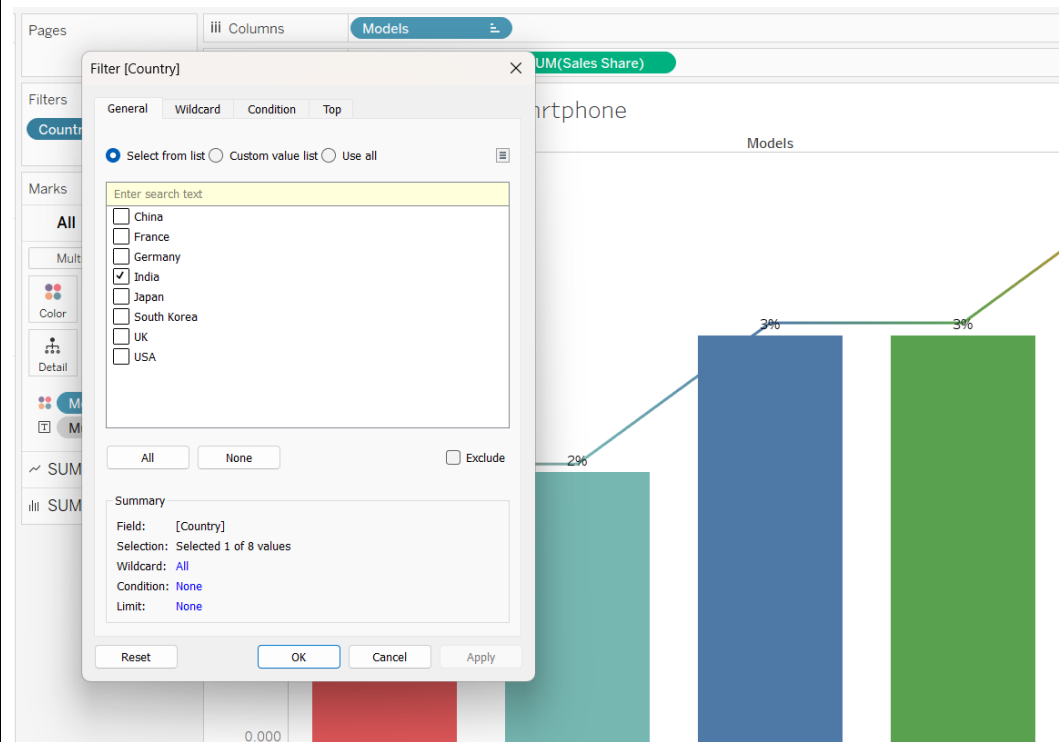 Pages
iii Columns
Models
Filter [Country]
UM(Sales Share)
Filters
Countr
General
Wildcard
Condition
Top
rtphone
Models
Select from list
Custom value list
Use all
Marks
All
Mult
Color
Detail
Enter search text
China
France
Germany
India
Japan
South Korea
UK
USA
3%
3%
2%
M
T
M
SUM
SUM
All
None
Exclude
Summary
Field: [Country]
Selection: Selected 1 of 8 values
Wildcard: All
Condition: None
Limit: None
Reset
OK
Cancel
Apply
0.000